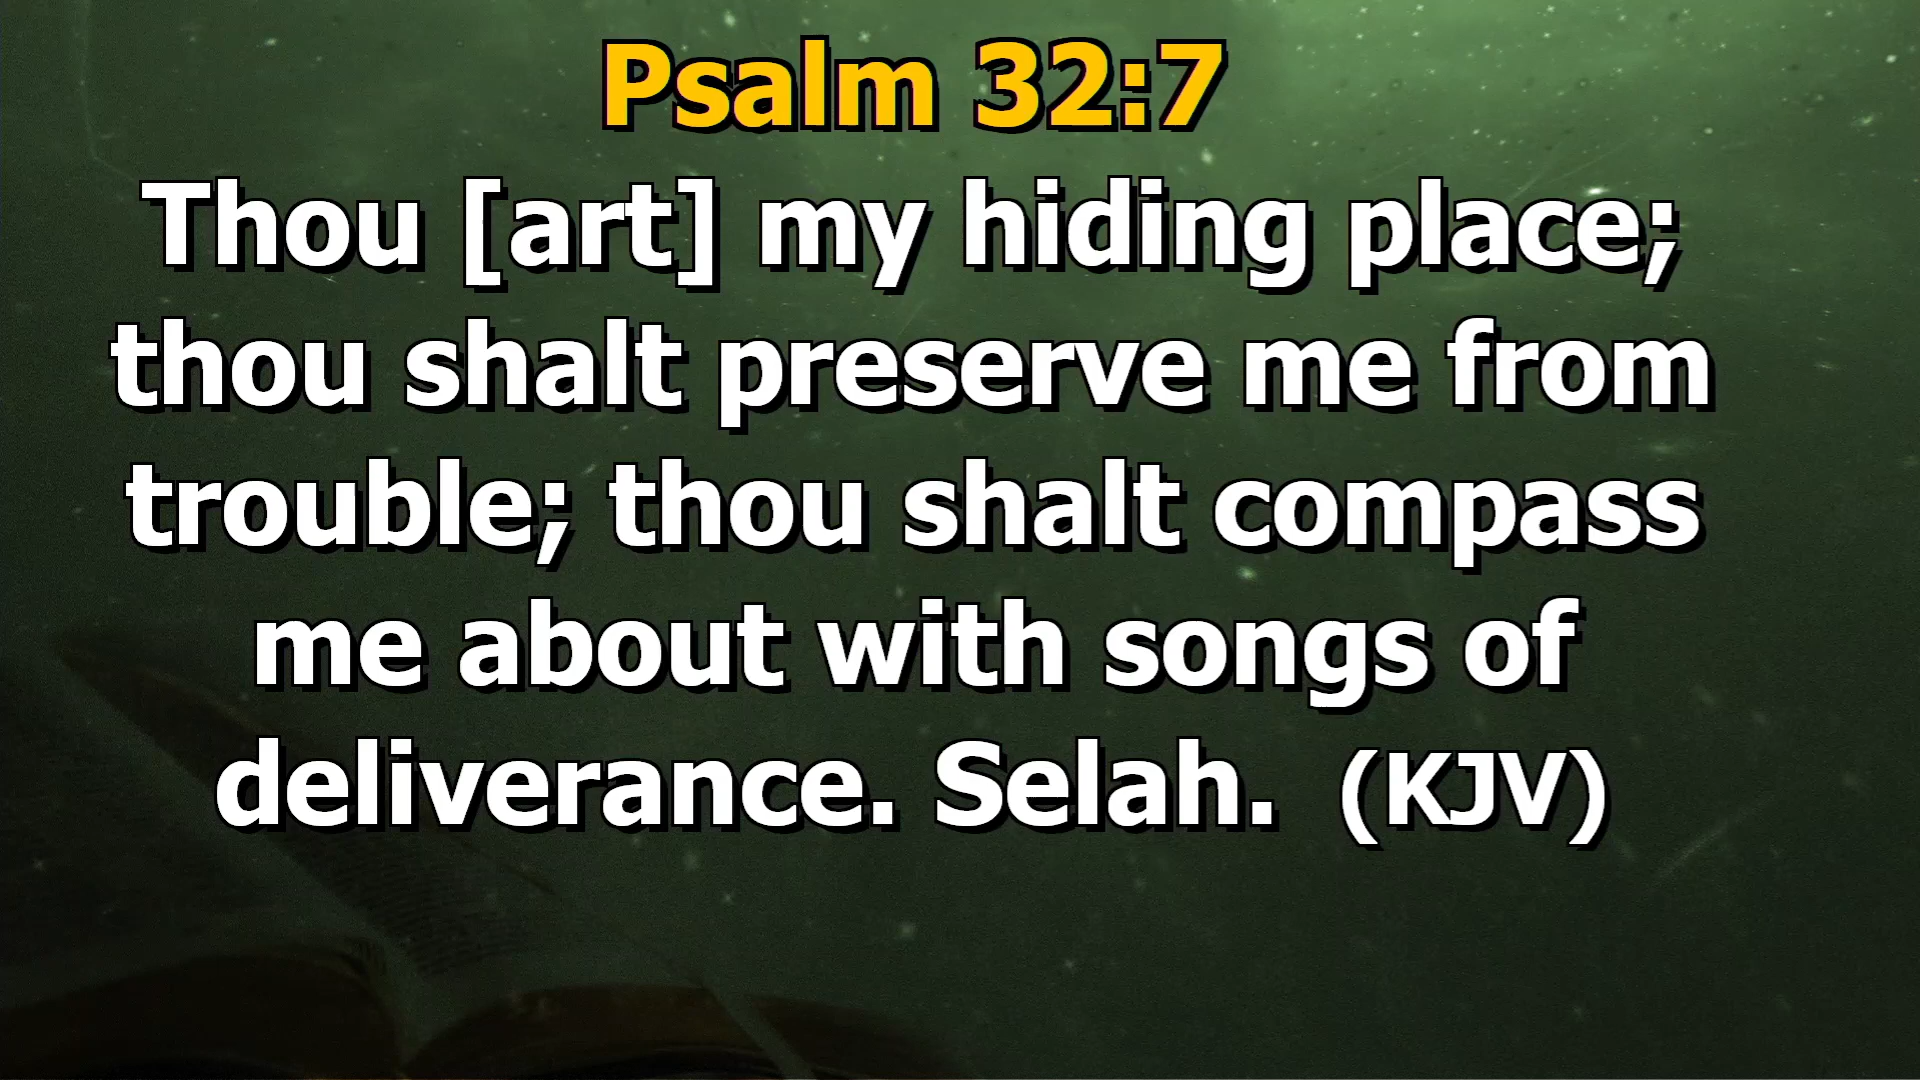 Psalm 32:7
Thou [art] my hiding place;
thou shalt preserve me from
trouble; thou shalt compass
me about with songs of
deliverance. Selah. (KJV)